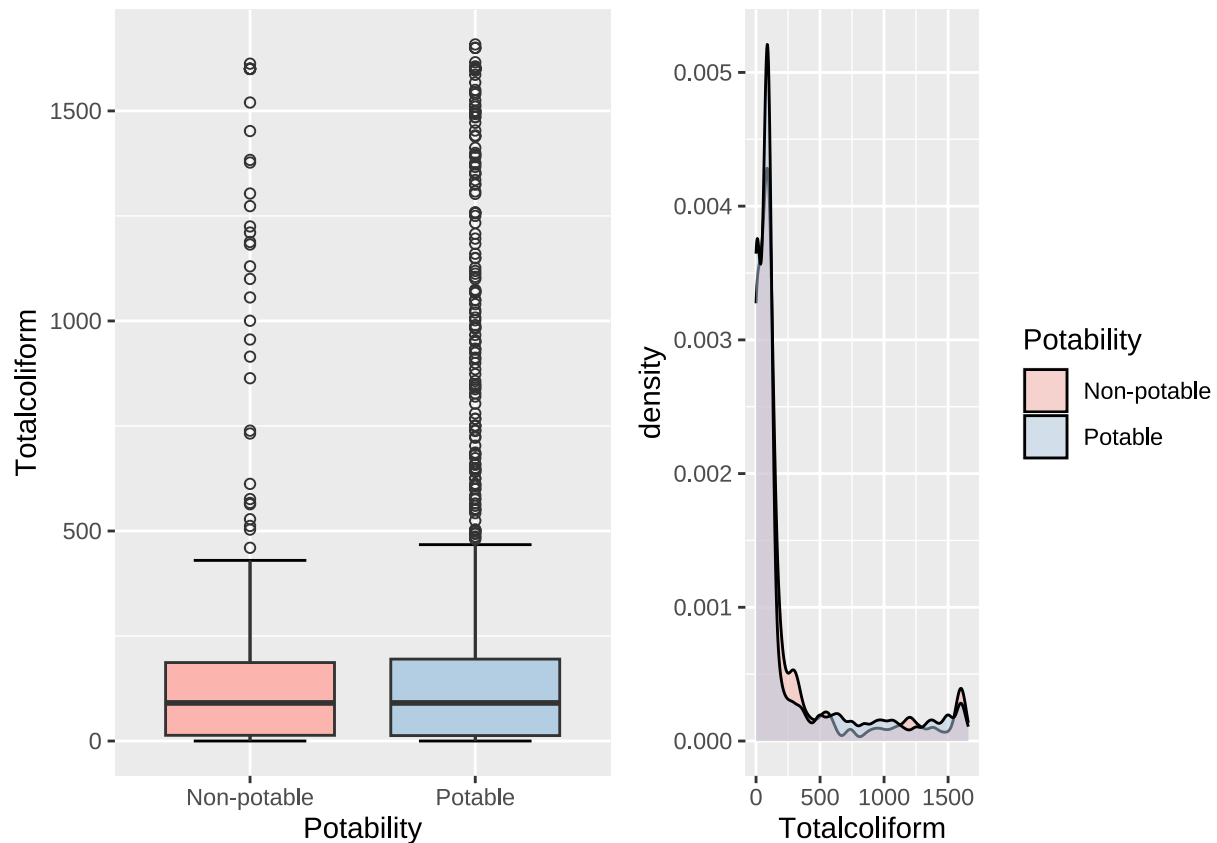 Totalcoliform
1500
1000
500
0
Non-potable
Potable
Potability
density
0.005
0.004
0.003
0.002
0.001
0.000
0
500
1000
1500
Totalcoliform
Potability
Non-potable
Potable